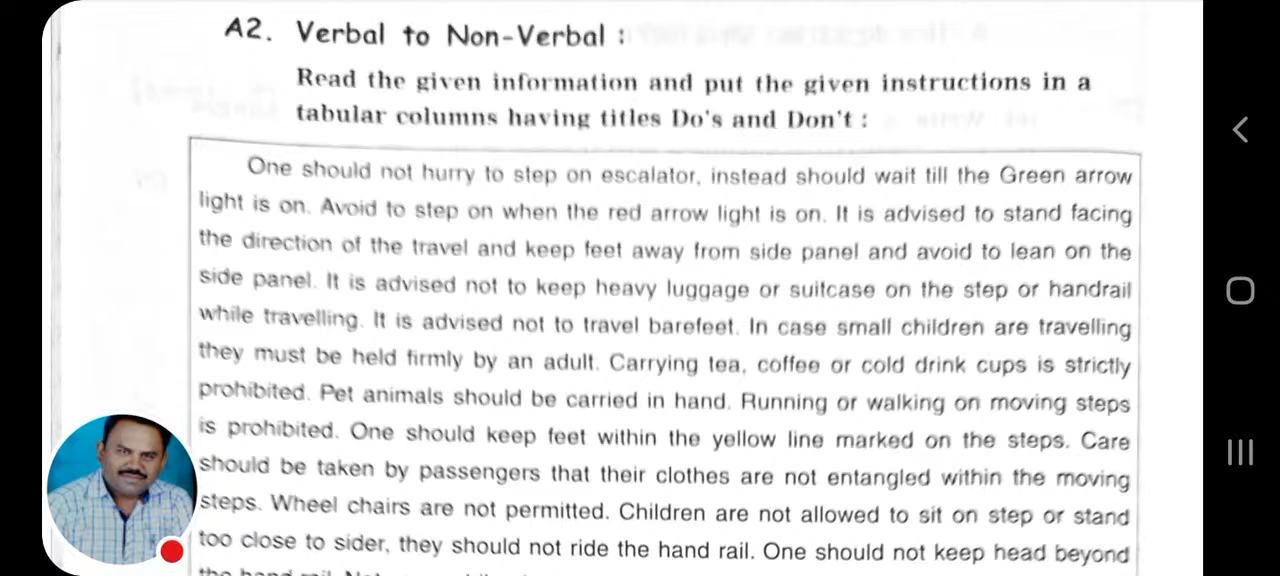 A2. Verbal to Non-Verbal :
Read the given information and put the given instructions in a
tabular columns having titles Do's and Don't :
One should not hurry to step on escalator, instead should wait till the Green arrow
light is on. Avoid to step on when the red arrow light is on. It is advised to stand facing
the direction of the travel and keep feet away from side panel and avoid to lean on the
side panel. It is advised not to keep heavy luggage or suitcase on the step or handrail
while travelling. It is advised not to travel barefeet. In case small children are travelling
they must be held firmly by an adult. Carrying tea, coffee or cold drink cups is strictly
prohibited. Pet animals should be carried in hand. Running or walking on moving steps
is prohibited. One should keep feet within the yellow line marked on the steps. Care
should be taken by passengers that their clothes are not entangled within the moving
steps. Wheel chairs are not permitted. Children are not allowed to sit on step or stand
too close to sider, they should not ride the hand rail. One should not keep head beyond
the hand rail.